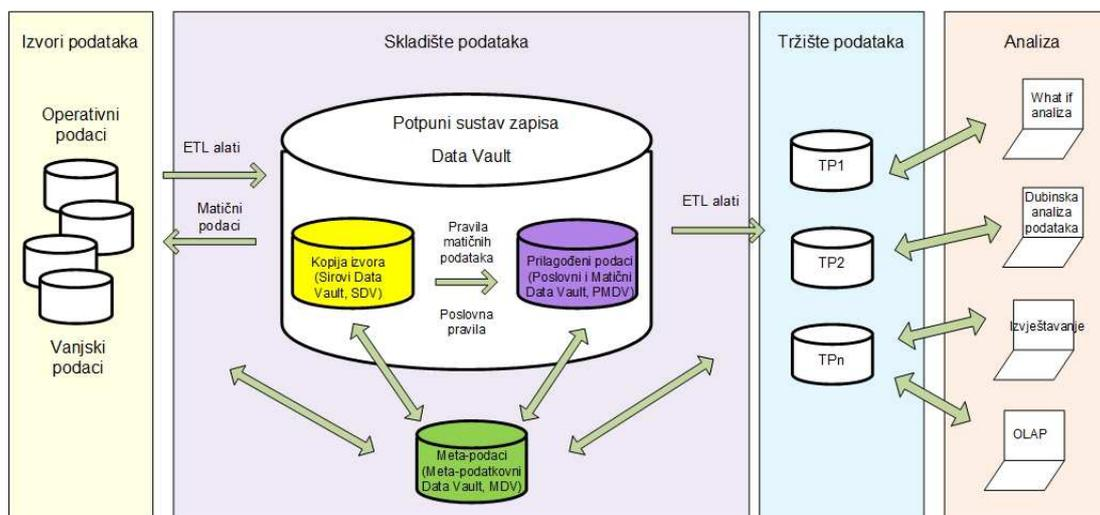 Izvori podataka
Operativni
podaci
Vanjski
podaci
ETL alati
Matični
podaci
Skladište podataka
Potpuni sustav zapisa
Data Vault
Kopija izvora
(Sirovi Data
Vault, SDV)
Pravila
matičnih
podataka
Poslovna
pravila
Prilagođeni podaci
(Poslovni i Matični
Data Vault, PMDV)
Meta-podaci
(Meta-podatkovni
Data Vault, MDV)
ETL alati
Tržište podataka
TP1
TP2
TPn
Analiza
What if
analiza
Dubinska
analiza
podataka
Izvještavanje
OLAP